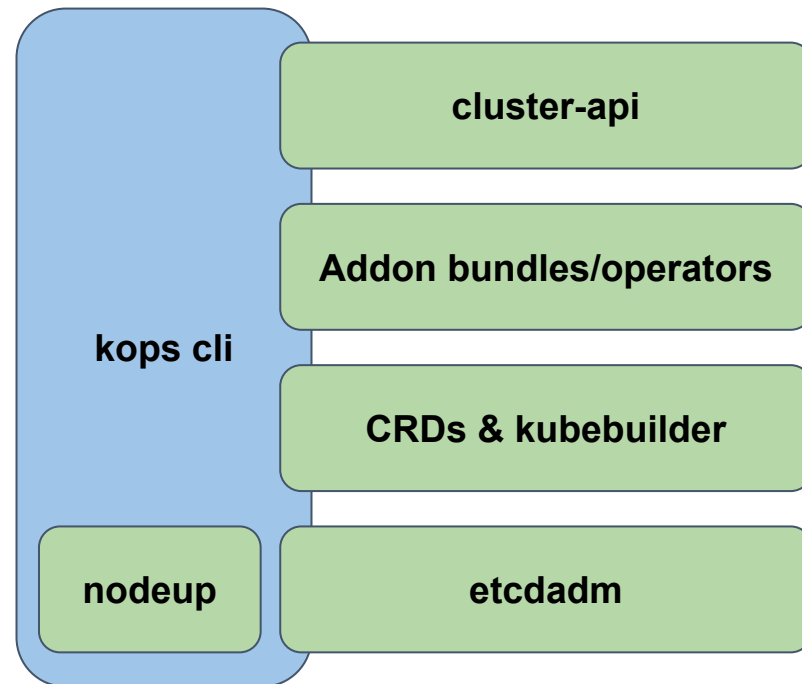 cluster-api
Addon bundles/operators
kops cli
CRDs & kubebuilder
nodeup
etcdadm